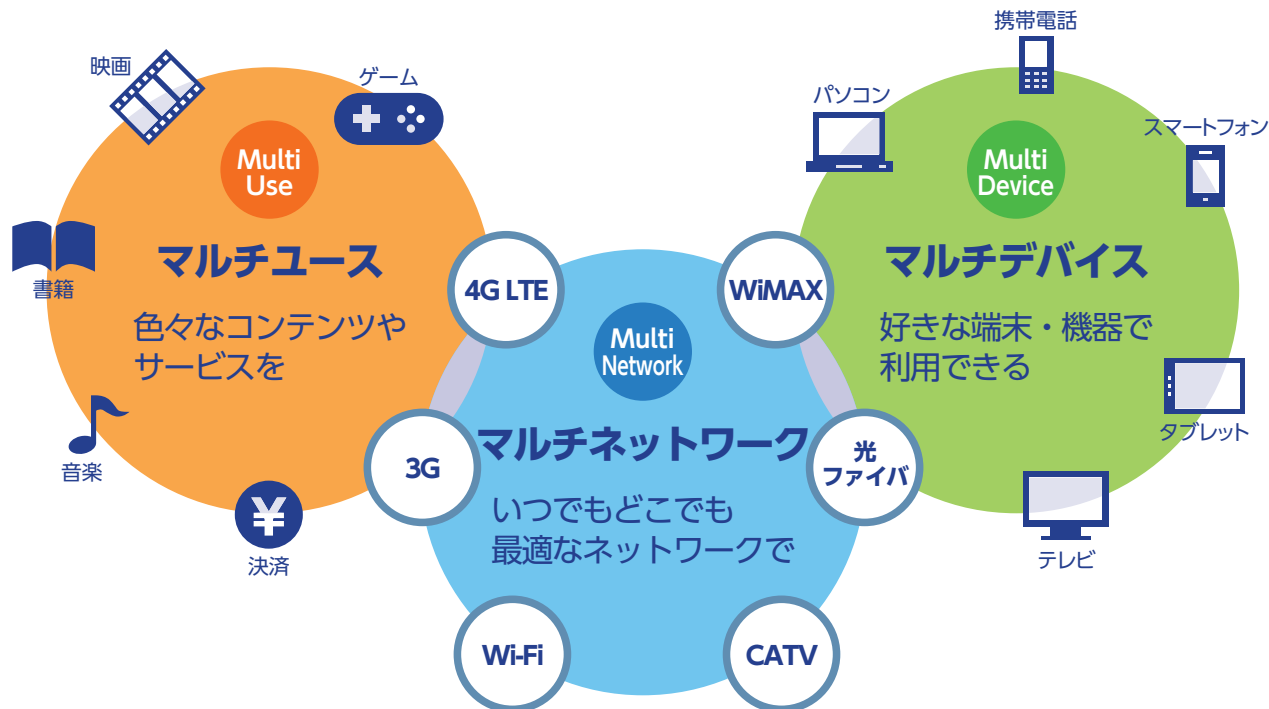 映画
ゲーム
Multi
Use
マルチユース
書籍
色々なコンテンツや
サービスを
音楽
決済
4G LTE
3G
Multi
Network
マルチネットワーク
いつでもどこでも
最適なネットワークで
Wi-Fi
CATV
WiMAX
光
ファイバ
携帯電話
パソコン
スマートフォン
Multi
Device
マルチデバイス
好きな端末・機器で
利用できる
タブレット
テレビ